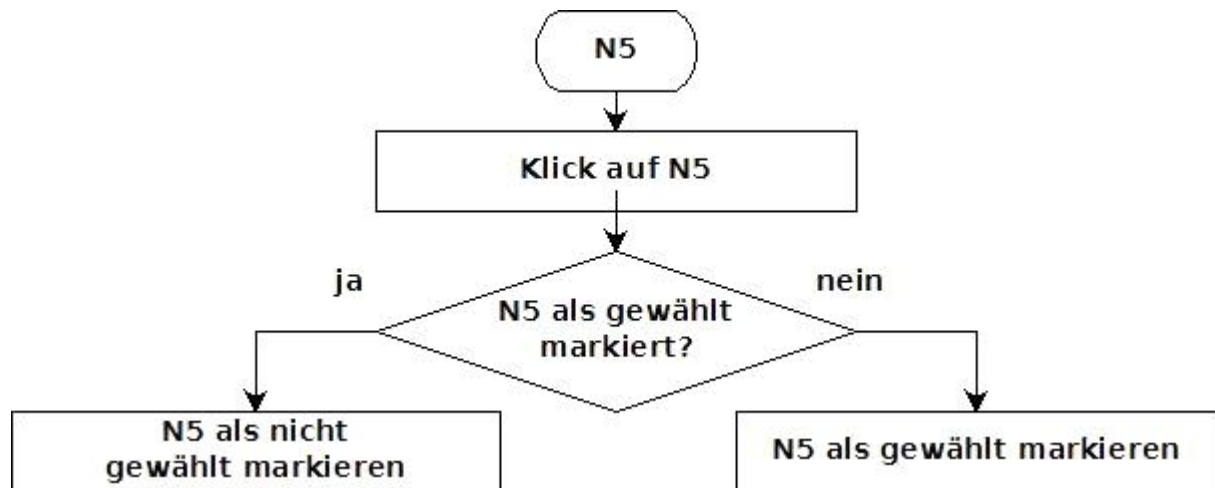 N5
Klick auf N5
ja
nein
N5 als gewählt
markiert?
N5 als nicht
gewählt markieren
N5 als gewählt markieren